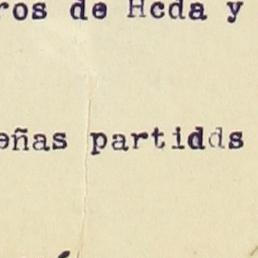 ros de Hcda y
eñas partidds